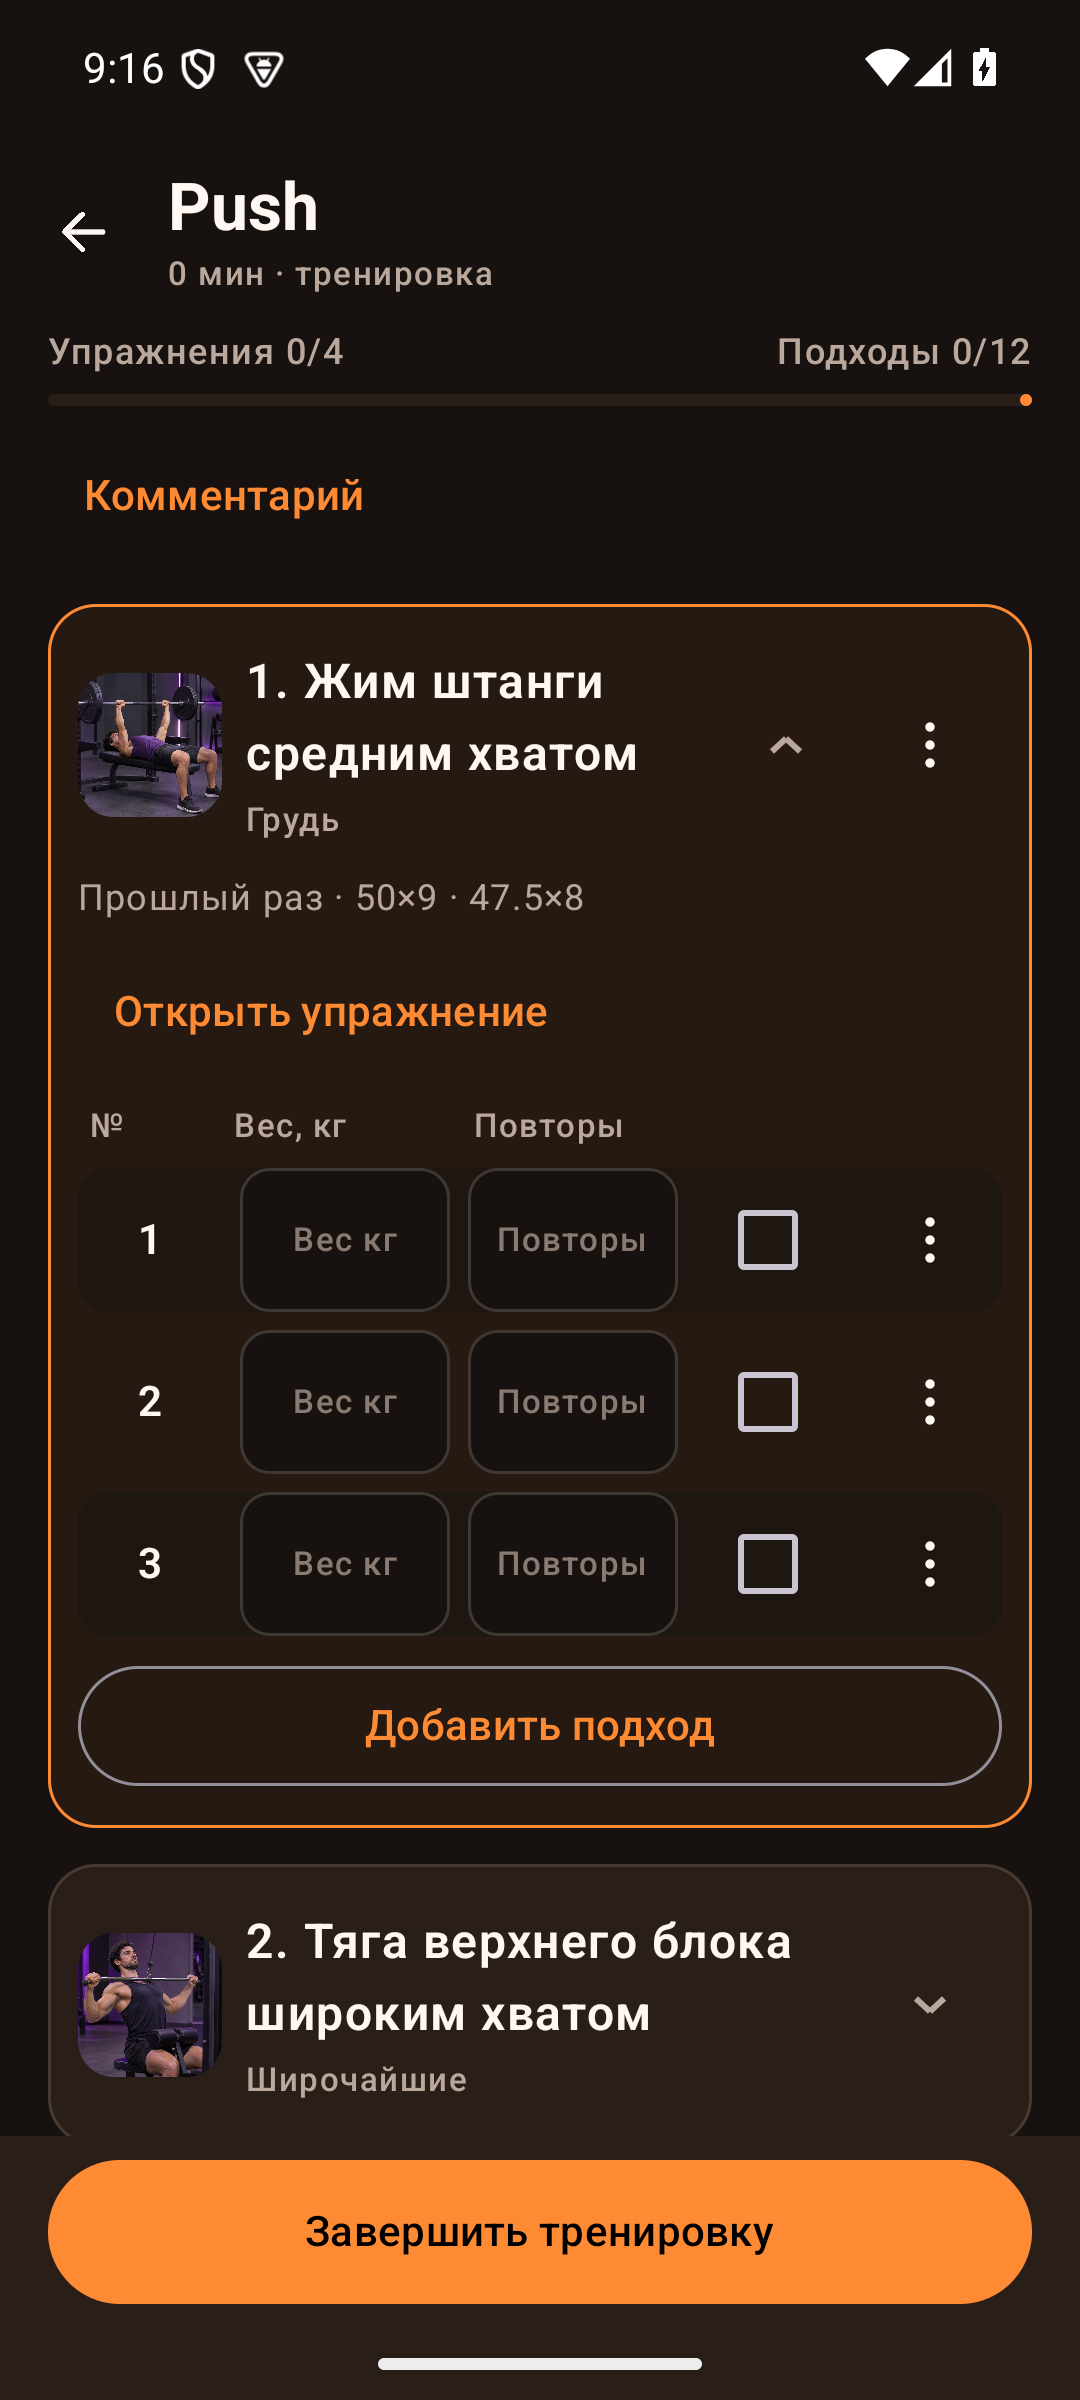 9:16
Push
0 мин · тренировка
Упражнения 0/4
Подходы 0/12
Комментарий
1. Жим штанги
средним хватом
Грудь
Прошлый раз · 50×9 · 47.5×8
Открыть упражнение
№ Вес, кг Повторы
1 Вес кг Повторы
2 Вес кг Повторы
3 Вес кг Повторы
Добавить подход
2. Тяга верхнего блока
широким хватом
Широчайшие
Завершить тренировку